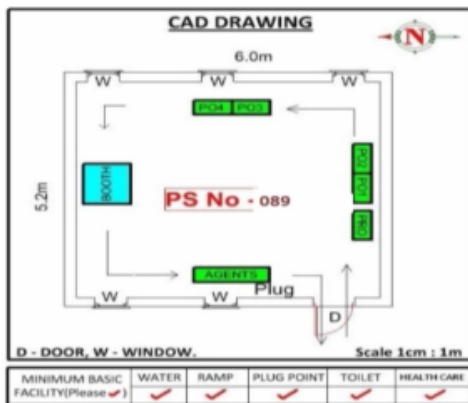 CAD DRAWING
N
6.0m
W W W
PO4 PO3
PO2
PO1
PRO
BOOTH
5.2m
PS No - 089
AGENTS
Plug
W W
D
D - DOOR, W - WINDOW.
Scale 1cm : 1m
MINIMUM BASIC FACILITY(Please ✓) WATER RAMP PLUG POINT TOILET HEALTH CARE
✓ ✓ ✓ ✓ ✓